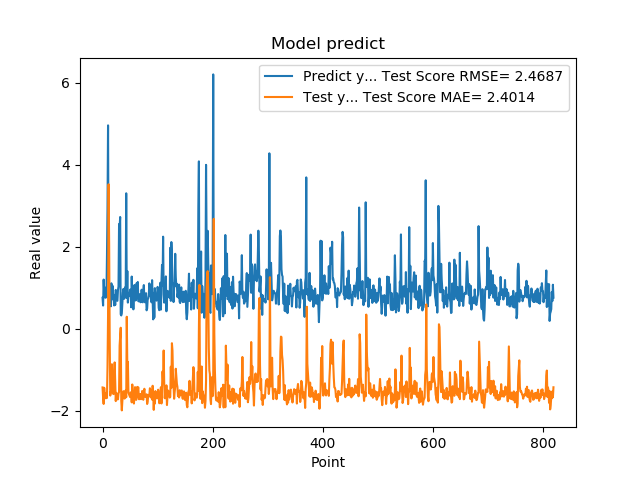 Model predict
Predict y... Test Score RMSE= 2.4687
Test y... Test Score MAE= 2.4014
Real value
6
4
2
0
−2
0 200 400 600 800
Point